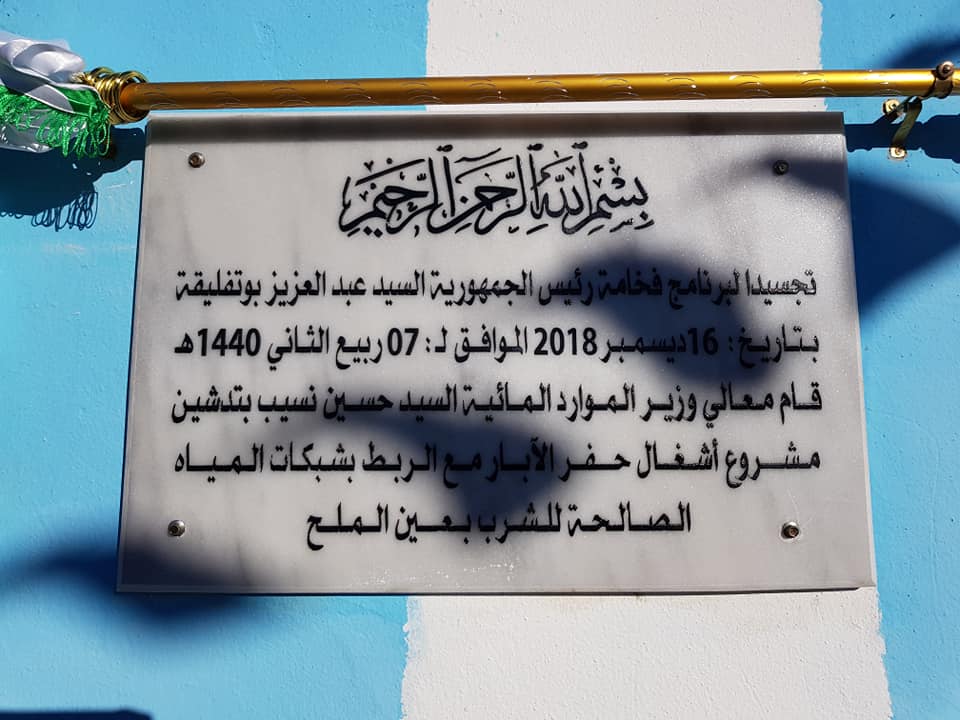 بسم الله الرحمن الرحيم
تجسيدا لبرنامج فخامة رئيس الجمهورية السيد عبد العزيز بوتفليقة
بتاريخ : 16 ديسمبر 2018 الموافق لـ : 07 ربيع الثاني 1440هـ
قام معالي وزير الموارد المائية السيد حسين نسيب بتدشين
مشروع أشغال حفر الآبار مع الربط بشبكات المياه
الصالحة للشرب بعين الملح